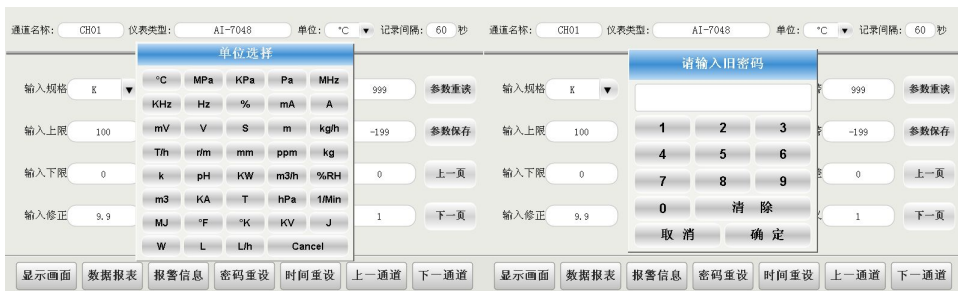 通道名标: CH01 仪表类型: AI-7048 单位: °C ▼ 记录间隔: 60 秒
单位选择
输入规格 K ▼ 999 参数重读
输入上限 100 -199 参数保存
输入下限 0 0 上一页
输入修正 9.9 1 下一页
°C MPa KPa Pa MHz
KHz Hz % mA A
mV V S m kg/h
T/h r/m mm ppm kg
k pH KW m3/h %RH
m3 KA T hPa 1/Min
MJ °F °K KV J
W L L/h Cancel
显示画面 数据报表 报警信息 密码重设 时间重设 上一通道 下一通道
通道名标: CH01 仪表类型: AI-7048 单位: °C ▼ 记录间隔: 60 秒
请输入旧密码
输入规格 K ▼ 999 参数重读
输入上限 100 -199 参数保存
输入下限 0 0 上一页
输入修正 9.9 1 下一页
1 2 3
4 5 6
7 8 9
0 清 除
取 消 确 定
显示画面 数据报表 报警信息 密码重设 时间重设 上一通道 下一通道